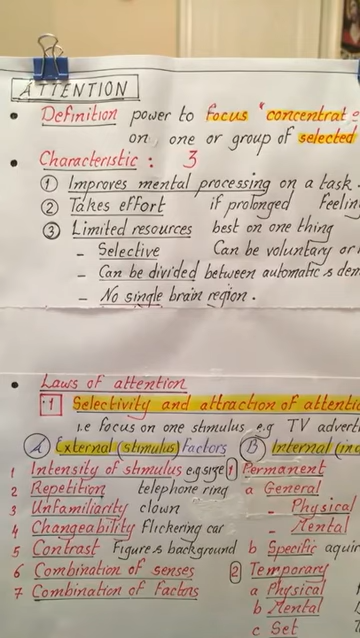 ATTENTION
• Definition power to focus "concentrat
on one or group of selected
• Characteristic : 3
① Improves mental processing on a task
② Takes effort if prolonged
③ Limited resources best on one thing
- Selective Can be voluntary or
- Can be divided between automatic & dem
- No single brain region.
• Laws of attention
1 Selectivity and attraction of attenti
i.e focus on one stimulus e.g TV advert
Ⓐ External (stimulus) Factors Ⓑ Internal
1 Intensity of stimulus eg size 1 Permanent
2 Repetition telephone ring a General
3 Unfamiliarity clown - Physical
4 Changeability Flickering car - Mental
5 Contrast Figure & background b Specific aquir
6 Combination of senses 2 Temporary
7 Combination of Factors a Physical
b Mental
c Set